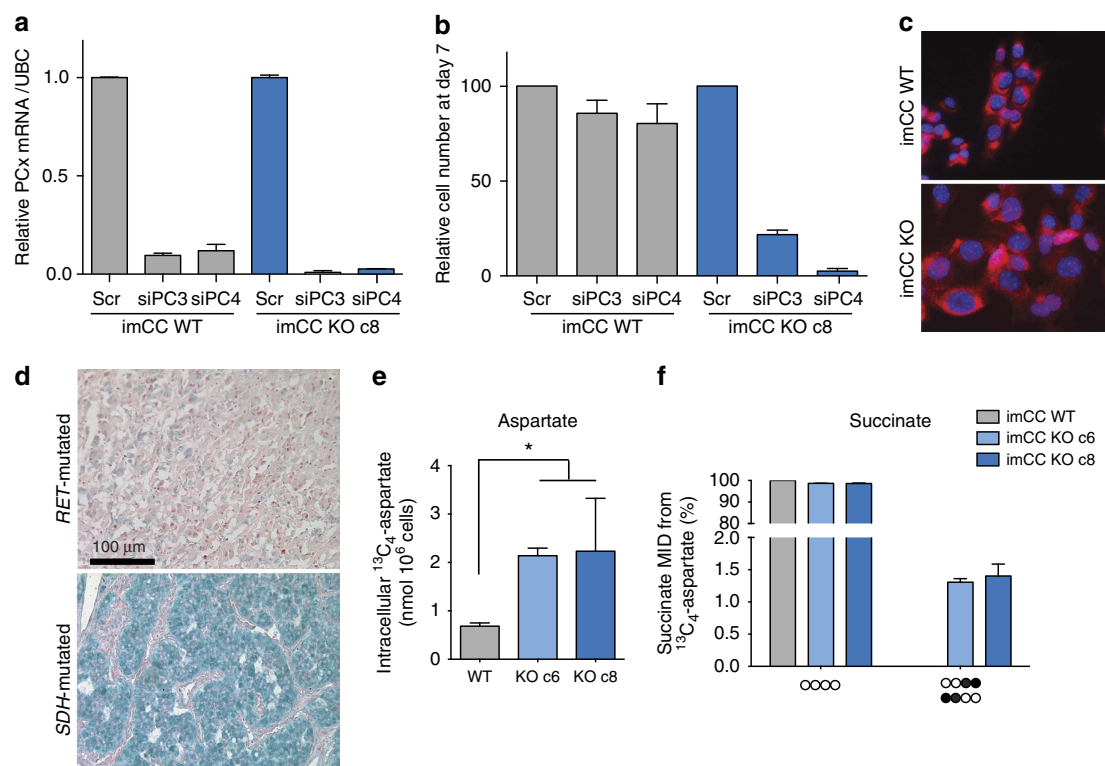 a
Relative PCx mRNA /UBC
1.0
0.5
0.0
Scr siPC3 siPC4 Scr siPC3 siPC4
imCC WT imCC KO c8
b
Relative cell number at day 7
100
50
0
Scr siPC3 siPC4 Scr siPC3 siPC4
imCC WT imCC KO c8
c
imCC WT
imCC KO
d
RET-mutated
100 μm
SDH-mutated
e
Aspartate
*
Intracellular ¹³C₄-aspartate
(nmol 10⁶ cells)
4
3
2
1
0
WT KO c6 KO c8
f
Succinate
imCC WT
imCC KO c6
imCC KO c8
Succinate MID from
¹³C₄-aspartate (%)
100
90
80
2.0
1.5
1.0
0.5
0.0